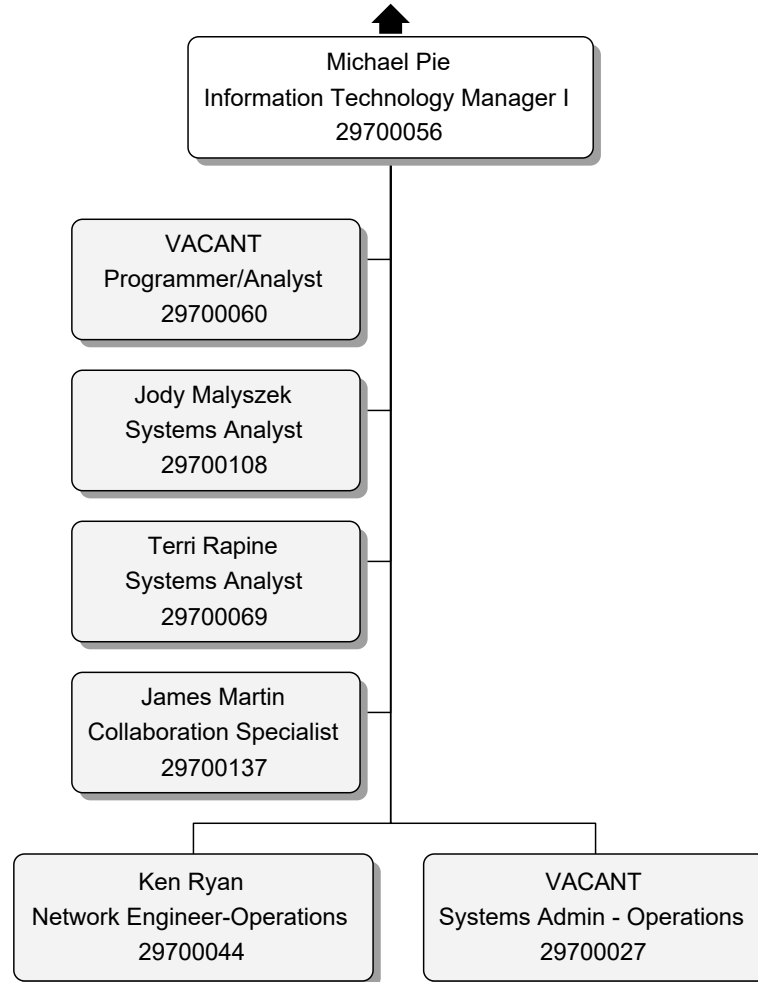 Michael Pie
Information Technology Manager I
29700056
VACANT
Programmer/Analyst
29700060
Jody Malyszek
Systems Analyst
29700108
Terri Rapine
Systems Analyst
29700069
James Martin
Collaboration Specialist
29700137
Ken Ryan
Network Engineer-Operations
29700044
VACANT
Systems Admin - Operations
29700027